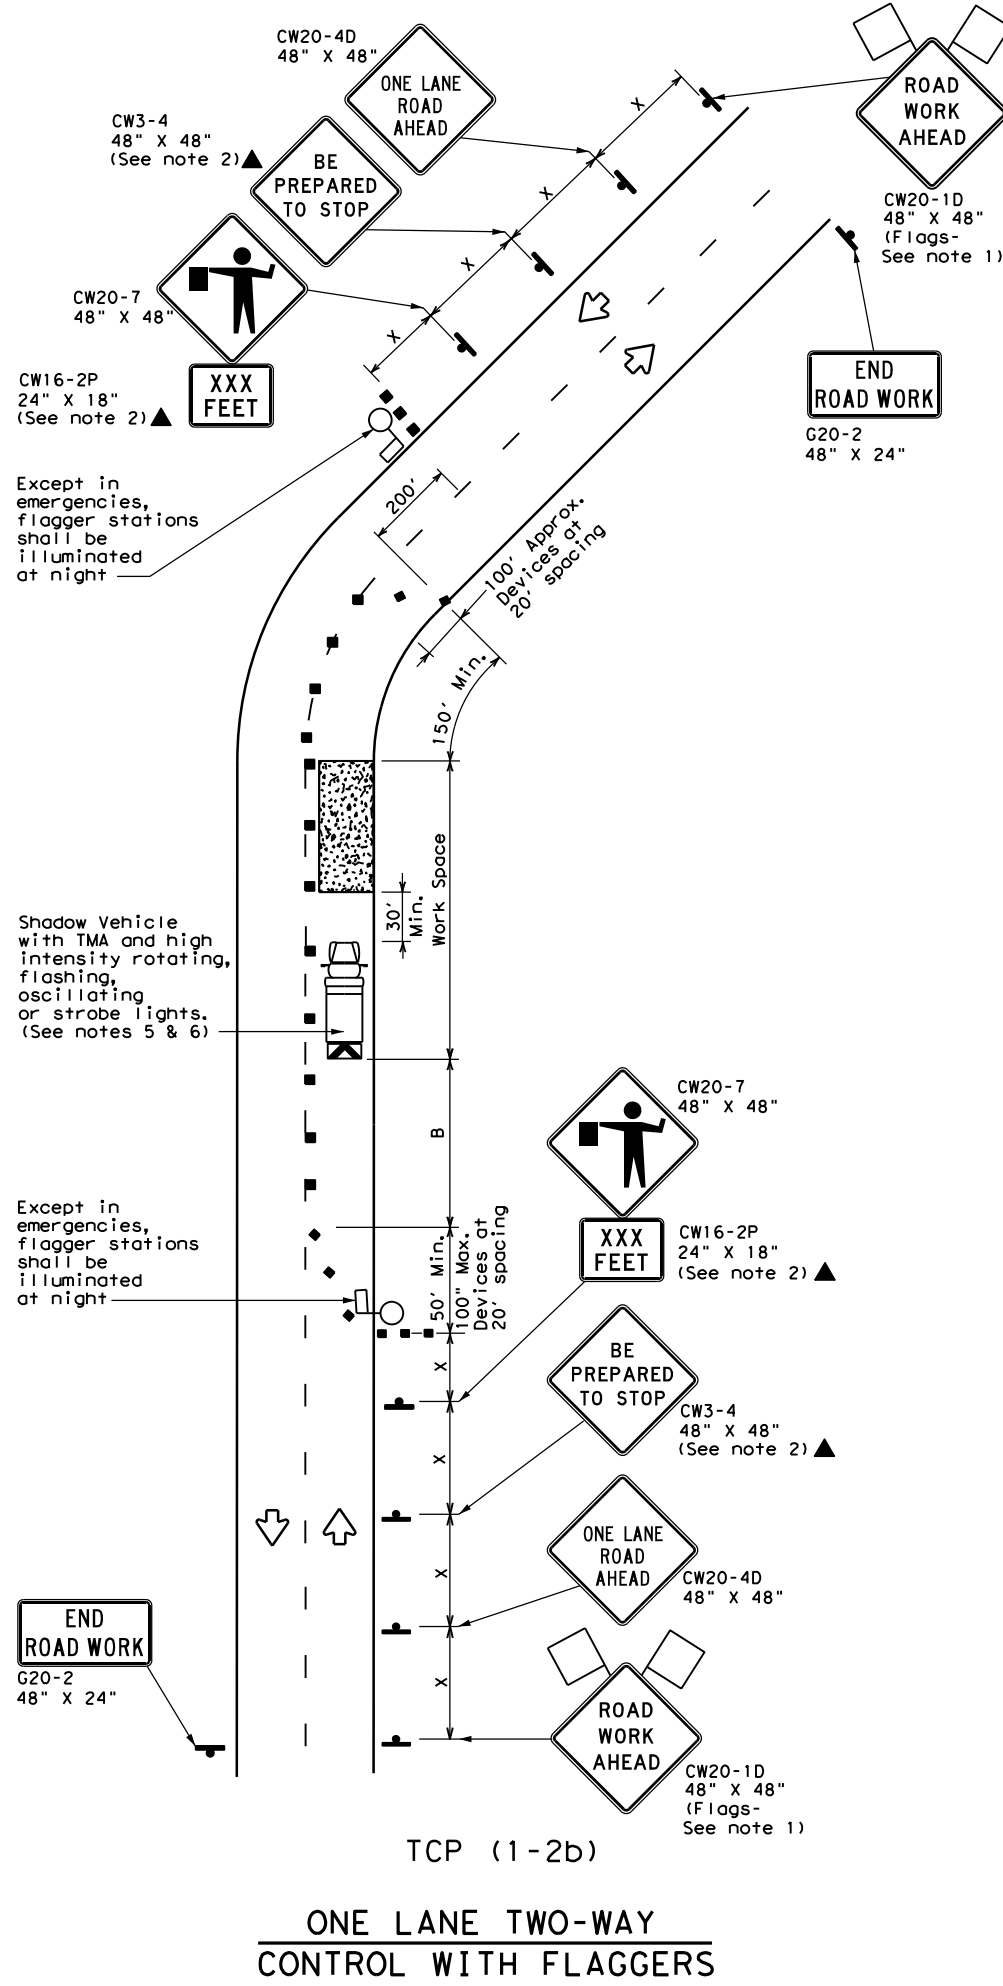 CW20-4D
48" X 48"
ONE LANE
ROAD
AHEAD
ROAD
WORK
AHEAD
CW20-1D
48" X 48"
(Flags-
See note 1)
CW3-4
48" X 48"
(See note 2)
BE
PREPARED
TO STOP
X
X
X
X
CW20-7
48" X 48"
CW16-2P
24" X 18"
(See note 2)
XXX
FEET
END
ROAD WORK
G20-2
48" X 24"
Except in
emergencies,
flagger stations
shall be
illuminated
at night
200'
100' Approx.
Devices at
20' spacing
150' Min.
Work Space
30'
Min.
Shadow Vehicle
with TMA and high
intensity rotating,
flashing,
oscillating
or strobe lights.
(See notes 5 & 6)
B
CW20-7
48" X 48"
XXX
FEET
CW16-2P
24" X 18"
(See note 2)
Except in
emergencies,
flagger stations
shall be
illuminated
at night
50' Min.
100" Max.
Devices at
20' spacing
X
X
X
X
BE
PREPARED
TO STOP
CW3-4
48" X 48"
(See note 2)
ONE LANE
ROAD
AHEAD
CW20-4D
48" X 48"
END
ROAD WORK
G20-2
48" X 24"
ROAD
WORK
AHEAD
CW20-1D
48" X 48"
(Flags-
See note 1)
TCP (1-2b)
ONE LANE TWO-WAY
CONTROL WITH FLAGGERS